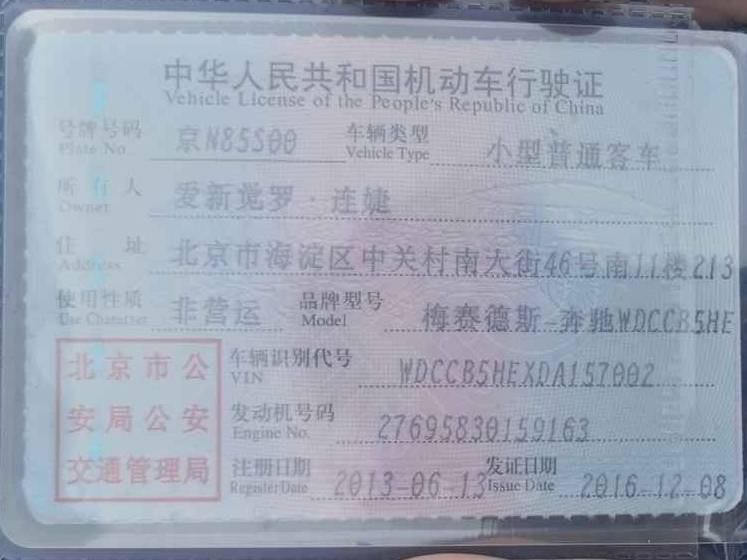 中华人民共和国机动车行驶证
Vehicle License of the People's Republic of China
号牌号码 京N85S00 车辆类型 小型普通客车
Plate No. Vehicle Type
所有人 爱新觉罗·连婕
Owner
住址 北京市海淀区中关村南大街46号南11楼213
Address
使用性质 非营运 品牌型号 梅赛德斯-奔驰WDCCB5HE
Use Character Model
北京市公 车辆识别代号 WDCCB5HEXDA157002
VIN
安局公安 发动机号码 27695830159163
Engine No.
交通管理局 注册日期 2013-06-13 发证日期 2016-12-08
Register Date Issue Date